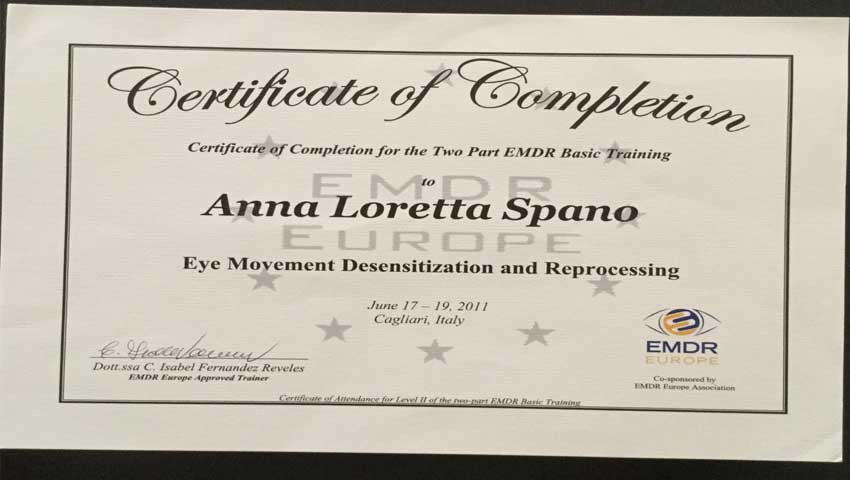 Certificate of Completion
Certificate of Completion for the Two Part EMDR Basic Training
to
EMDR
Anna Loretta Spano
EUROPE
Eye Movement Desensitization and Reprocessing
June 17 – 19, 2011
Cagliari, Italy
Dott.ssa C. Isabel Fernandez Reveles
EMDR Europe Approved Trainer
EMDR
EUROPE
Co-sponsored by
EMDR Europe Association
Certificate of Attendance for Level II of the two-part EMDR Basic Training